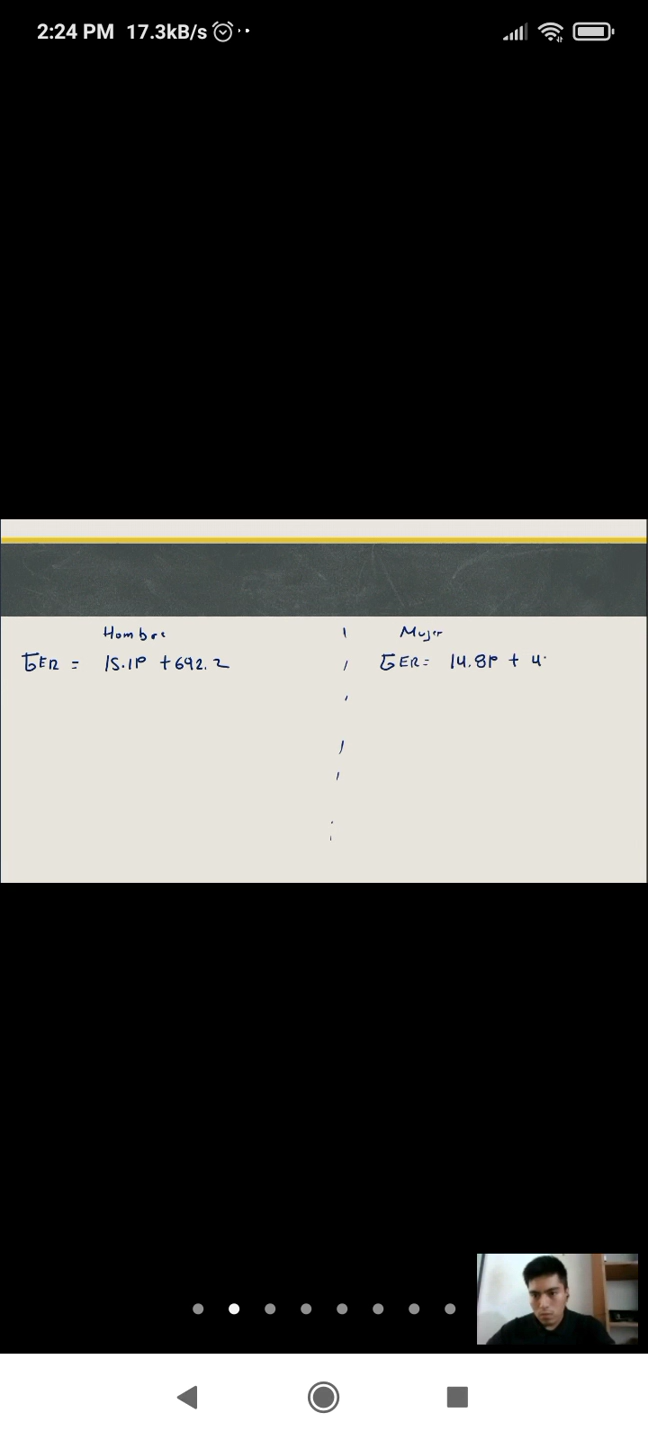 2:24 PM 17.3kB/s
Hombre
GER = 15.1P + 692.2
Mujer
GER = 14.8P + 4